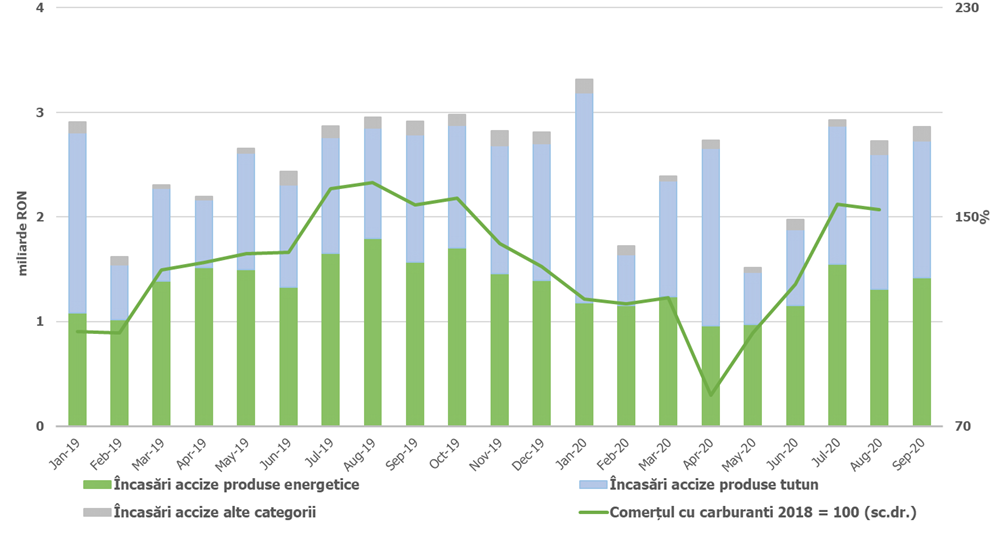 4
230
3
2
150%
1
0
70
miliarde RON
Jan-19
Feb-19
Mar-19
Apr-19
May-19
Jun-19
Jul-19
Aug-19
Sep-19
Oct-19
Nov-19
Dec-19
Jan-20
Feb-20
Mar-20
Apr-20
May-20
Jun-20
Jul-20
Aug-20
Sep-20
Încasări accize produse energetice
Încasări accize produse tutun
Încasări accize alte categorii
Comerțul cu carburanti 2018 = 100 (sc.dr.)